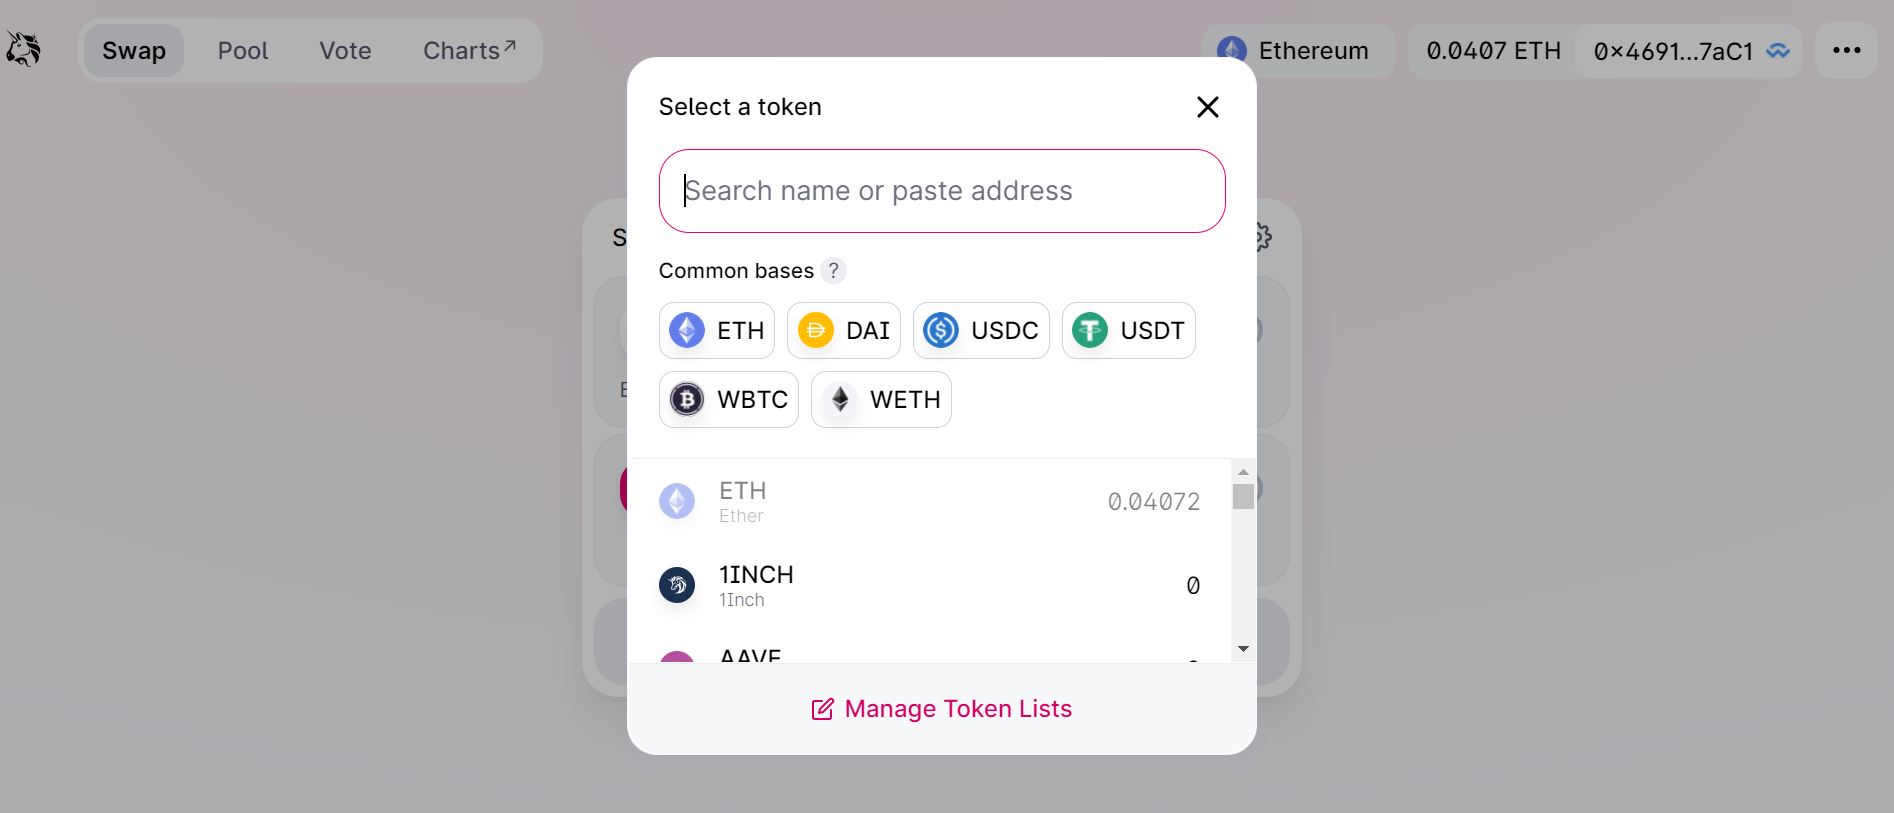 Swap Pool Vote Charts↗ Ethereum 0.0407 ETH 0x4691...7aC1
Select a token
Search name or paste address
Common bases ?
ETH DAI USDC USDT
WBTC WETH
ETH 0.04072
Ether
1INCH 0
1Inch
AAVE
Manage Token Lists